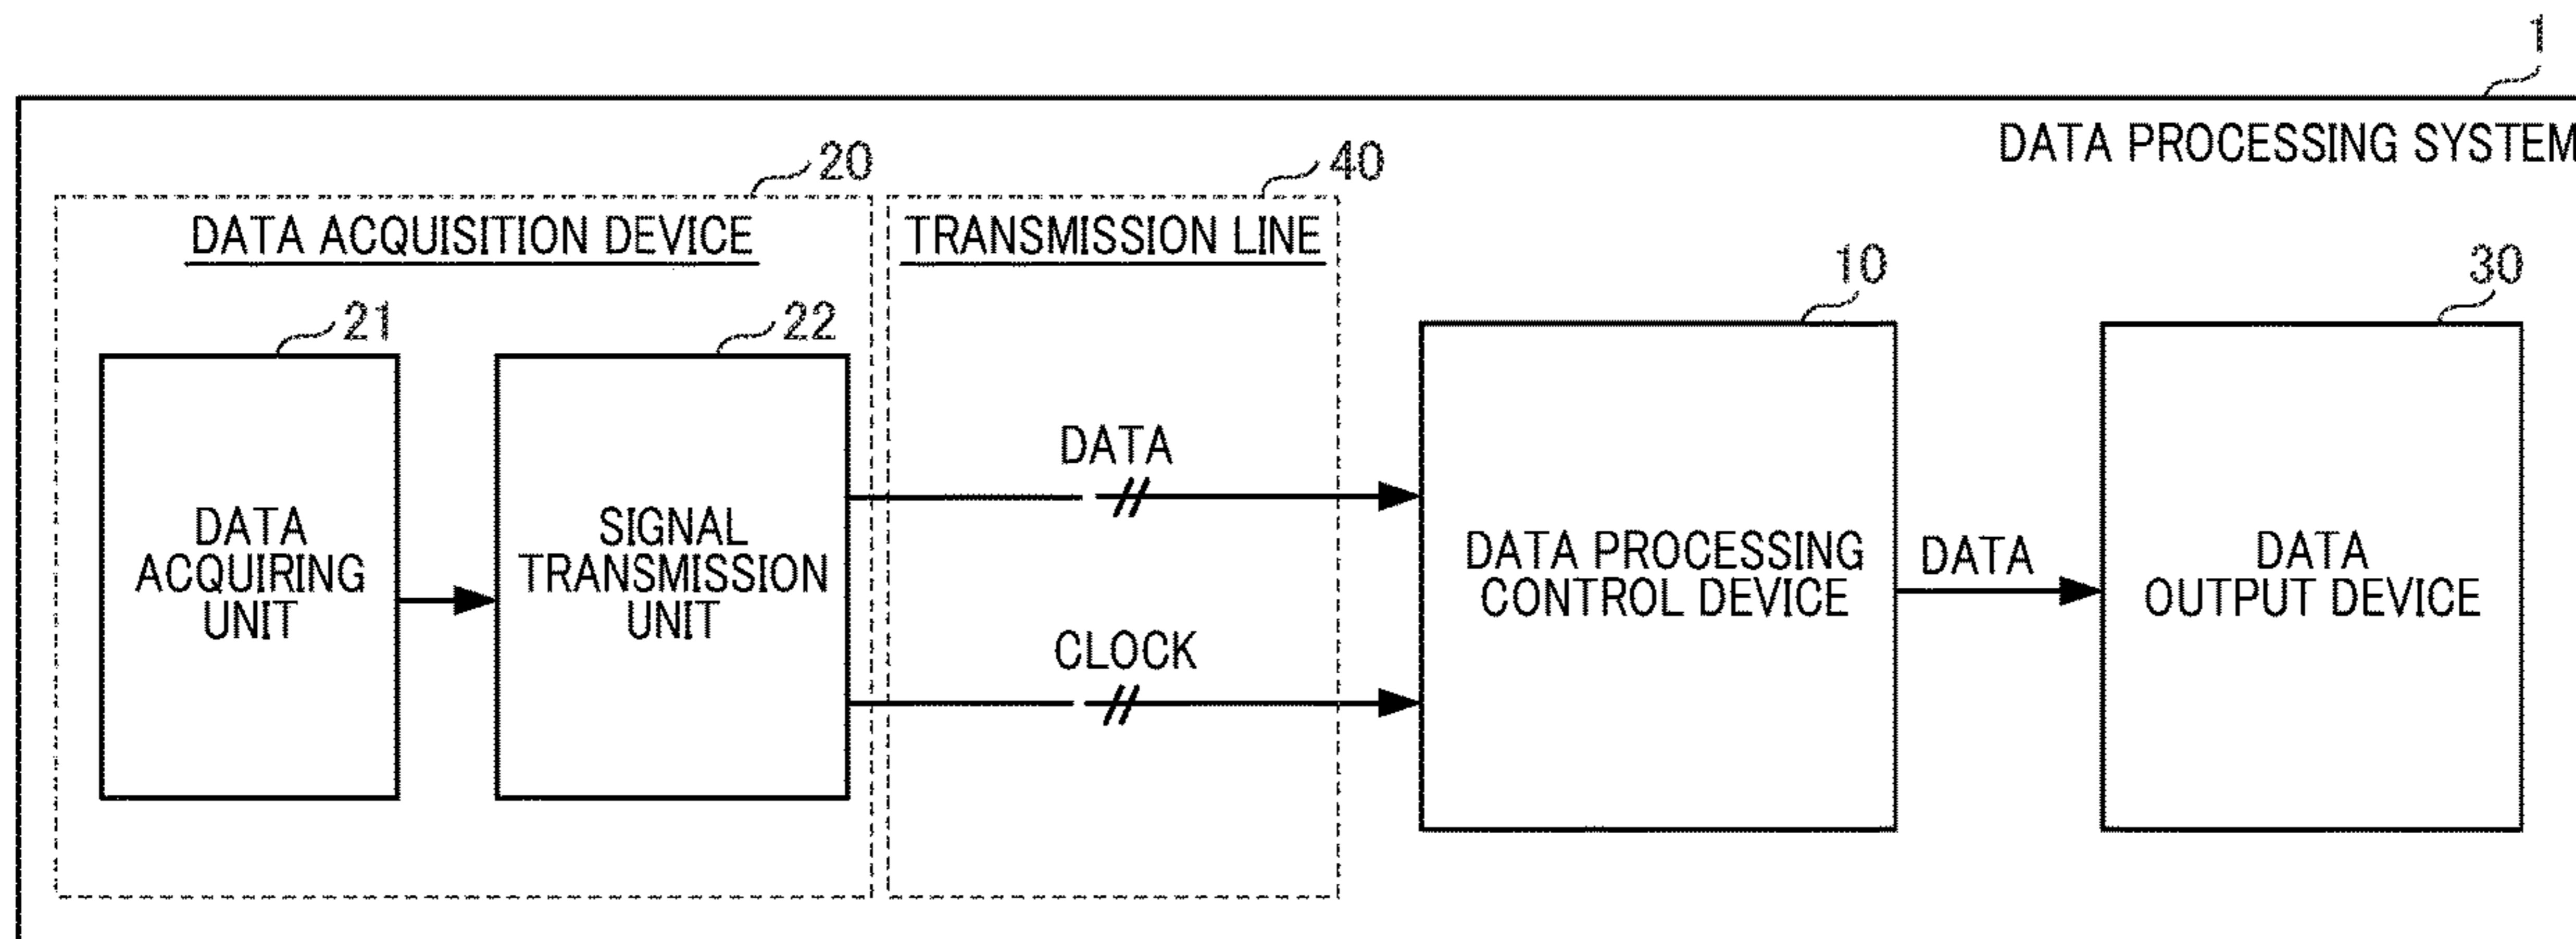 1
DATA PROCESSING SYSTEM
20
40
DATA ACQUISITION DEVICE
TRANSMISSION LINE
10
30
21
22
DATA
ACQUIRING
UNIT
SIGNAL
TRANSMISSION
UNIT
DATA
CLOCK
DATA PROCESSING
CONTROL DEVICE
DATA
DATA
OUTPUT DEVICE